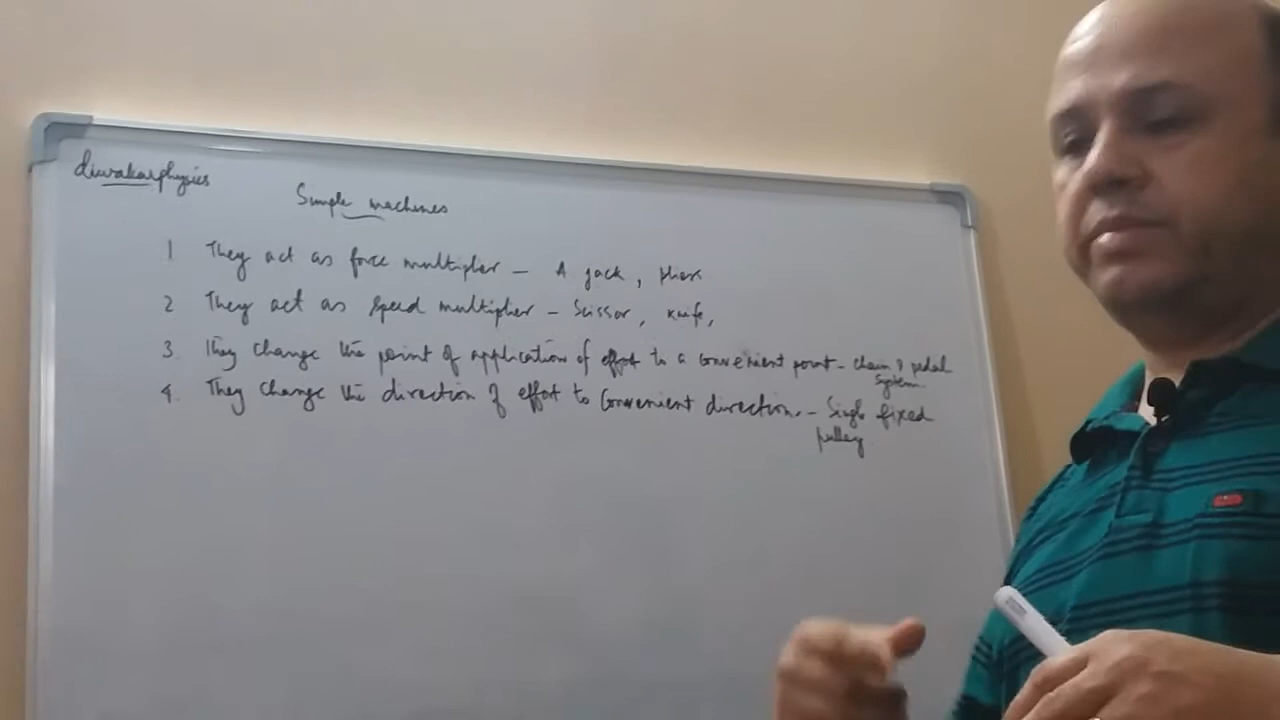 diwakarphysics
Simple machines
1 They act as force multiplier - A jack, pliers
2 They act as speed multiplier - Scissor, knife,
3. They change the point of application of effort to a convenient point - chain & pedal
System
4. They change the direction of effort to Convenient direction. - Single fixed
pulley